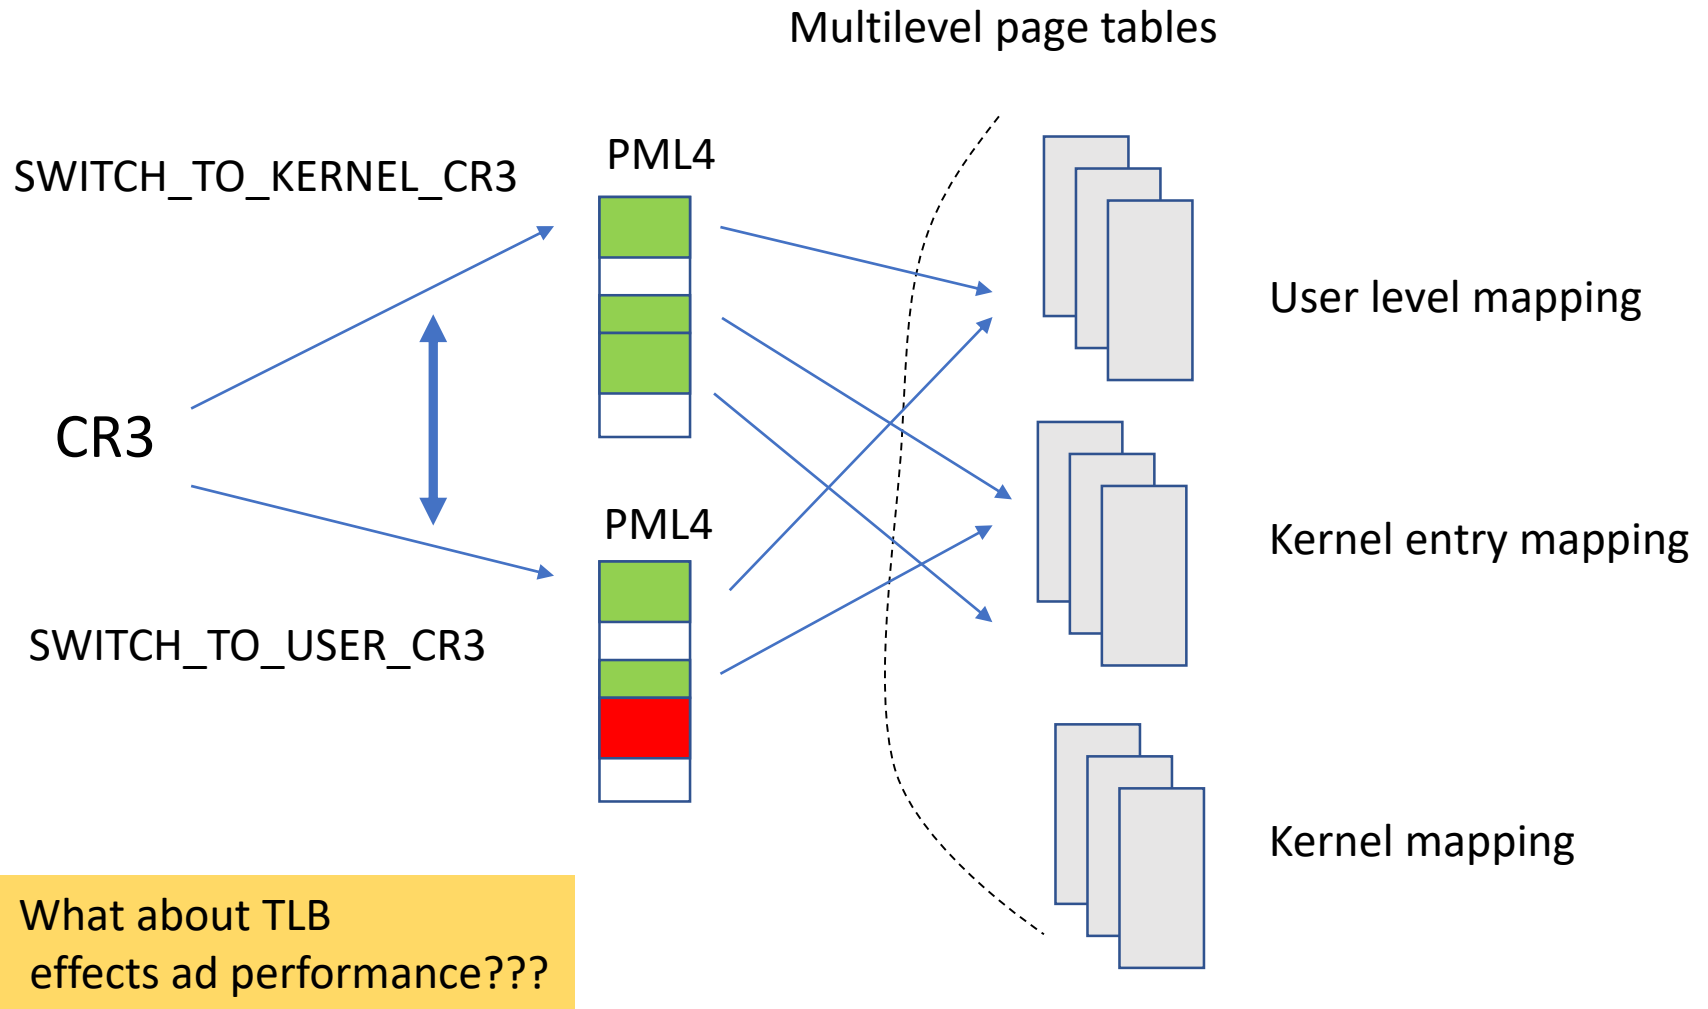 Multilevel page tables
PML4
SWITCH_TO_KERNEL_CR3
User level mapping
CR3
PML4
Kernel entry mapping
SWITCH_TO_USER_CR3
Kernel mapping
What about TLB
effects ad performance???